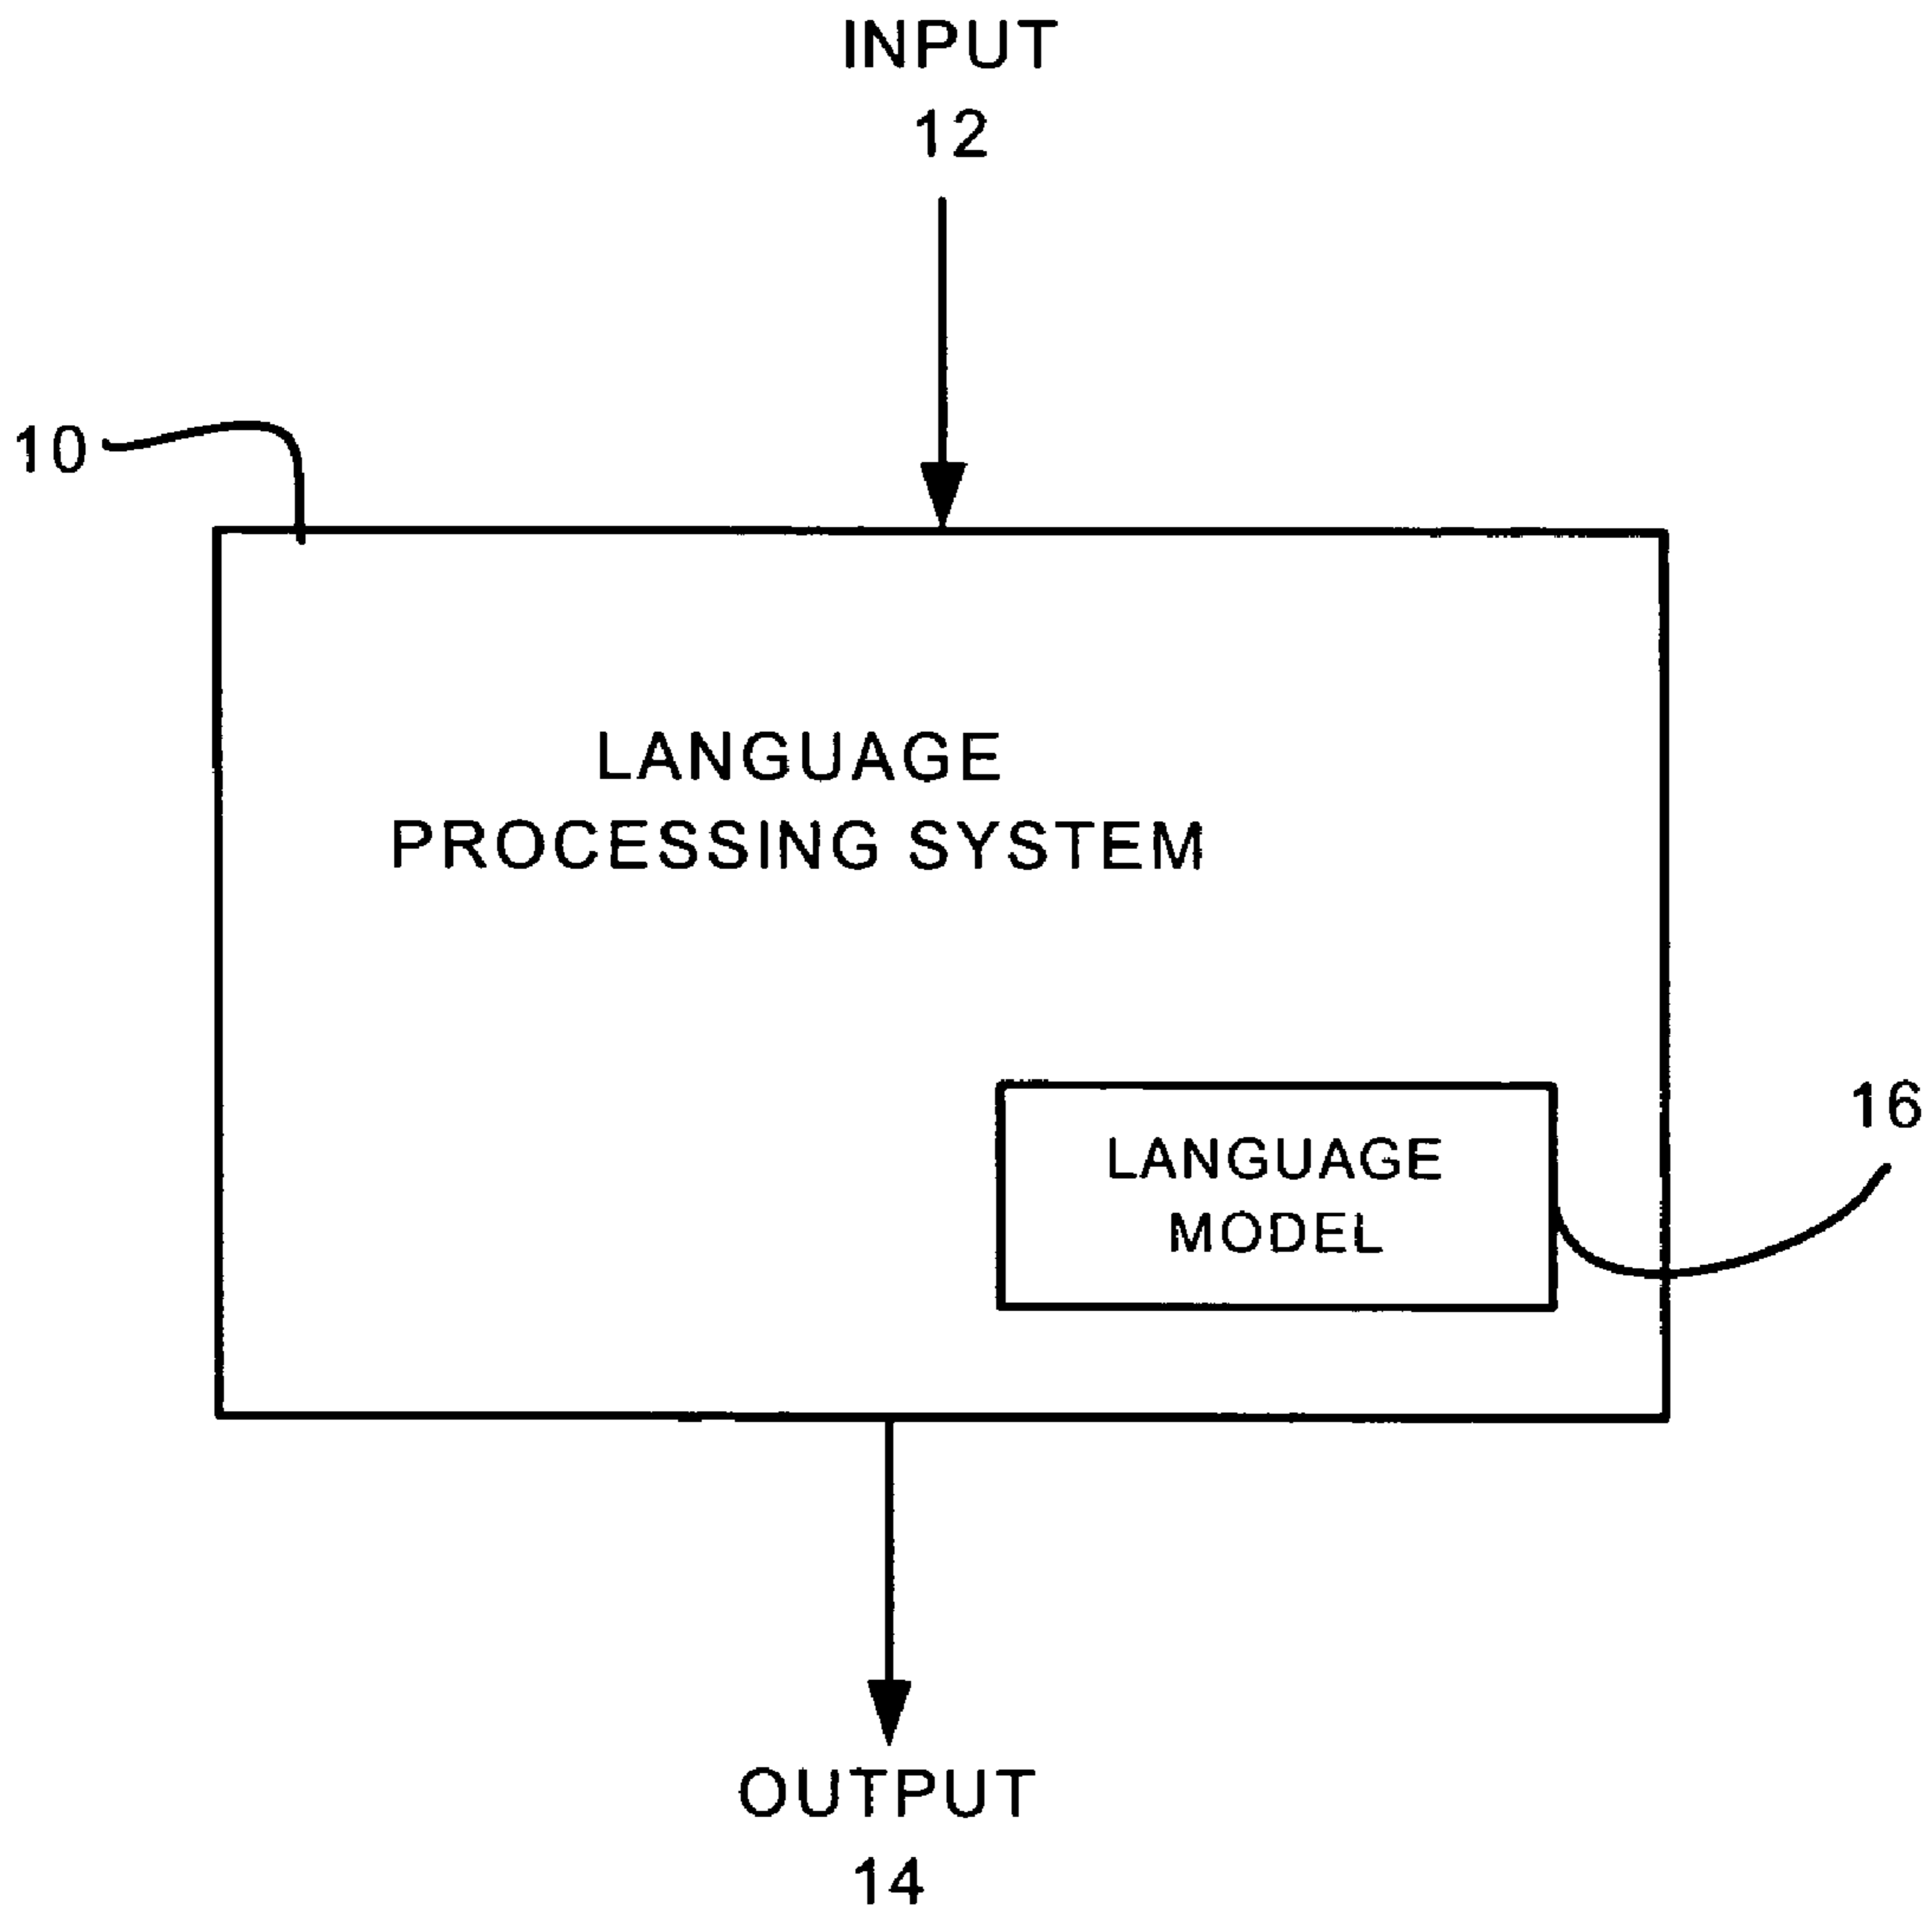 INPUT
12
10
LANGUAGE
PROCESSING SYSTEM
16
LANGUAGE
MODEL
OUTPUT
14